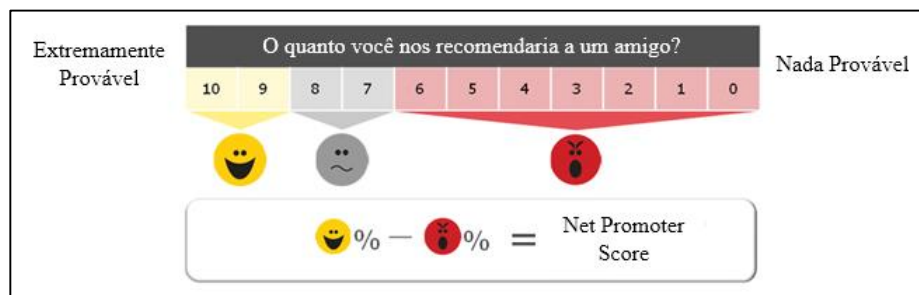 O quanto você nos recomendaria a um amigo?
Extremamente
Provável
Nada Provável
10 9 8 7 6 5 4 3 2 1 0
% — % = Net Promoter
Score